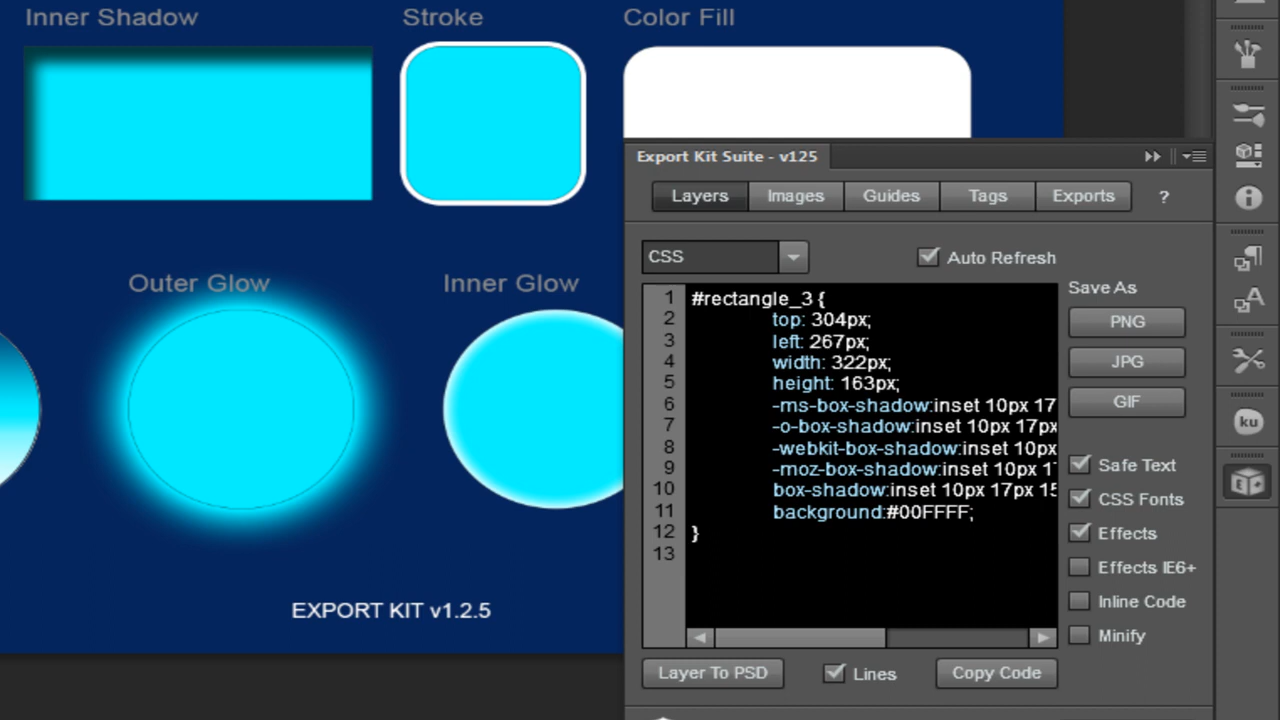 Inner Shadow
Stroke
Color Fill
Outer Glow
Inner Glow
EXPORT KIT v1.2.5
Export Kit Suite - v125
Layers
Images
Guides
Tags
Exports
?
CSS
Auto Refresh
1 #rectangle_3 {
2 top: 304px;
3 left: 267px;
4 width: 322px;
5 height: 163px;
6 -ms-box-shadow:inset 10px 17
7 -o-box-shadow:inset 10px 17px
8 -webkit-box-shadow:inset 10px
9 -moz-box-shadow:inset 10px 17
10 box-shadow:inset 10px 17px 15
11 background:#00FFFF;
12 }
13
Save As
PNG
JPG
GIF
Safe Text
CSS Fonts
Effects
Effects IE6+
Inline Code
Minify
Layer To PSD
Lines
Copy Code
ku